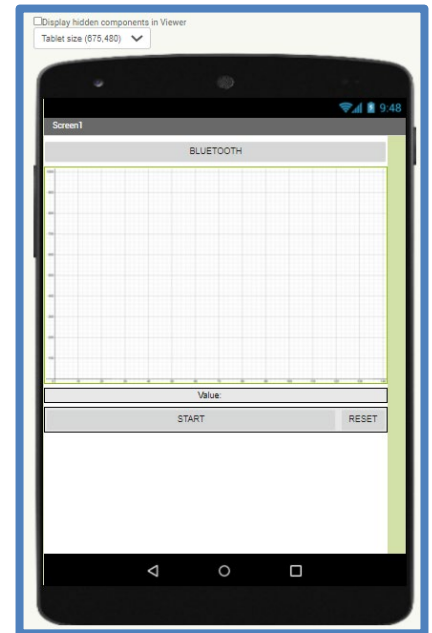 Display hidden components in Viewer
Tablet size (675,480)
9:48
Screen1
BLUETOOTH
Value:
START
RESET